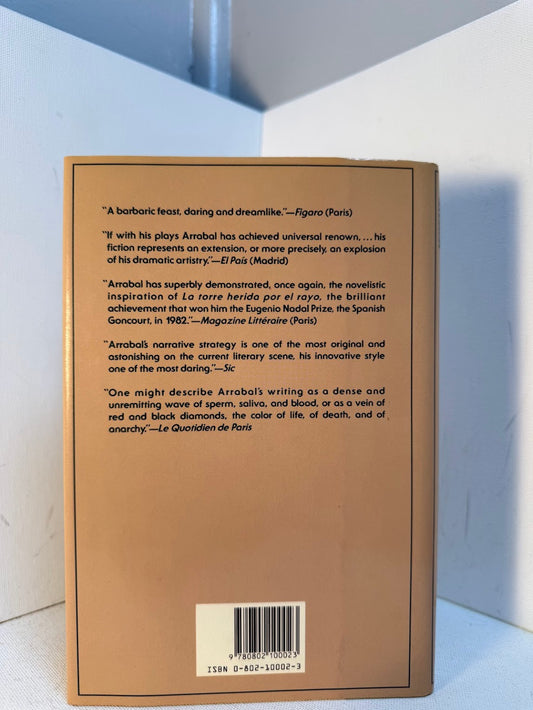 "A barbaric feast, daring and dreamlike."—Figaro (Paris)
"If with his plays Arrabal has achieved universal renown, ... his
fiction represents an extension, or more precisely, an explosion
of his dramatic artistry."—El País (Madrid)
"Arrabal has superbly demonstrated, once again, the novelistic
inspiration of La torre herida por el rayo, the brilliant
achievement that won him the Eugenio Nadal Prize, the Spanish
Goncourt, in 1982."—Magazine Littéraire (Paris)
"Arrabal's narrative strategy is one of the most original and
astonishing on the current literary scene, his innovative style
one of the most daring."—Sic
"One might describe Arrabal's writing as a dense and
unremitting wave of sperm, saliva, and blood, or as a vein of
red and black diamonds, the color of life, of death, and of
anarchy."—Le Quotidien de Paris
9 780802 100023
ISBN 0-802-10002-3